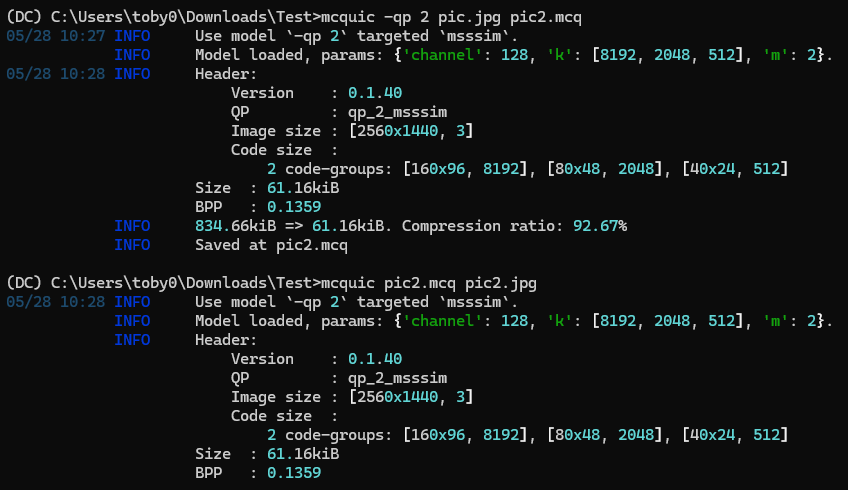 (DC) C:\Users\toby0\Downloads\Test>mcquic -qp 2 pic.jpg pic2.mcq
05/28 10:27 INFO     Use model `-qp 2` targeted `msssim`.
            INFO     Model loaded, params: {'channel': 128, 'k': [8192, 2048, 512], 'm': 2}.
05/28 10:28 INFO     Header:
                         Version    : 0.1.40
                         QP         : qp_2_msssim
                         Image size : [2560x1440, 3]
                         Code size  :
                             2 code-groups: [160x96, 8192], [80x48, 2048], [40x24, 512]
                     Size  : 61.16kiB
                     BPP   : 0.1359
            INFO     834.66kiB => 61.16kiB. Compression ratio: 92.67%
            INFO     Saved at pic2.mcq
(DC) C:\Users\toby0\Downloads\Test>mcquic pic2.mcq pic2.jpg
05/28 10:28 INFO     Use model `-qp 2` targeted `msssim`.
            INFO     Model loaded, params: {'channel': 128, 'k': [8192, 2048, 512], 'm': 2}.
            INFO     Header:
                         Version    : 0.1.40
                         QP         : qp_2_msssim
                         Image size : [2560x1440, 3]
                         Code size  :
                             2 code-groups: [160x96, 8192], [80x48, 2048], [40x24, 512]
                     Size  : 61.16kiB
                     BPP   : 0.1359